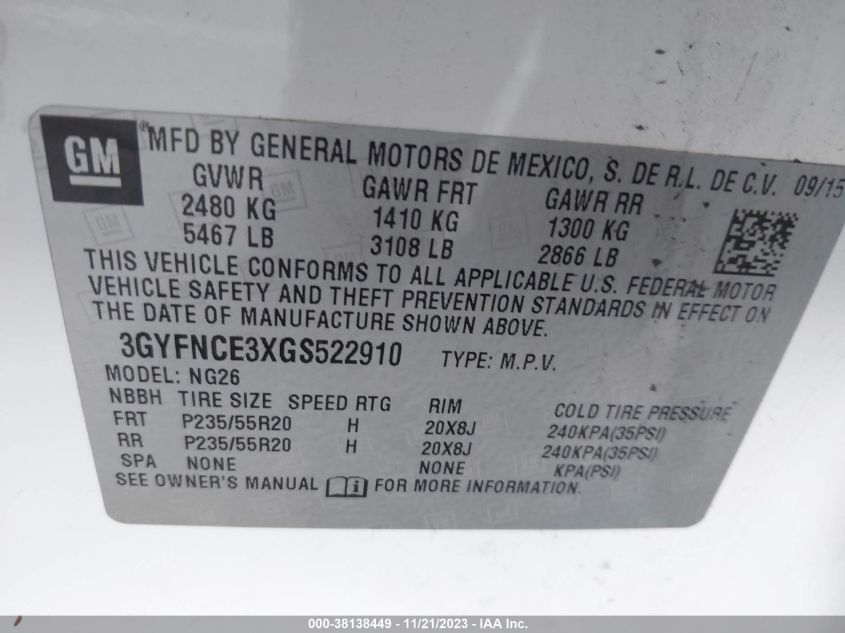 GM
® MFD BY GENERAL MOTORS DE MEXICO, S. DE R.L. DE C.V. 09/15
GVWR GAWR FRT GAWR RR
2480 KG 1410 KG 1300 KG
5467 LB 3108 LB 2866 LB
THIS VEHICLE CONFORMS TO ALL APPLICABLE U.S. FEDERAL MOTOR
VEHICLE SAFETY AND THEFT PREVENTION STANDARDS IN EFFECT ON
THE DATE OF MANUFACTURE SHOWN ABOVE.
3GYFNCE3XGS522910 TYPE: M.P.V.
MODEL: NG26
NBBH TIRE SIZE SPEED RTG RIM COLD TIRE PRESSURE
FRT P235/55R20 H 20X8J 240KPA(35PSI)
RR P235/55R20 H 20X8J 240KPA(35PSI)
SPA NONE NONE KPA(PSI)
SEE OWNER'S MANUAL i FOR MORE INFORMATION.
000-38138449 - 11/21/2023 - IAA Inc.